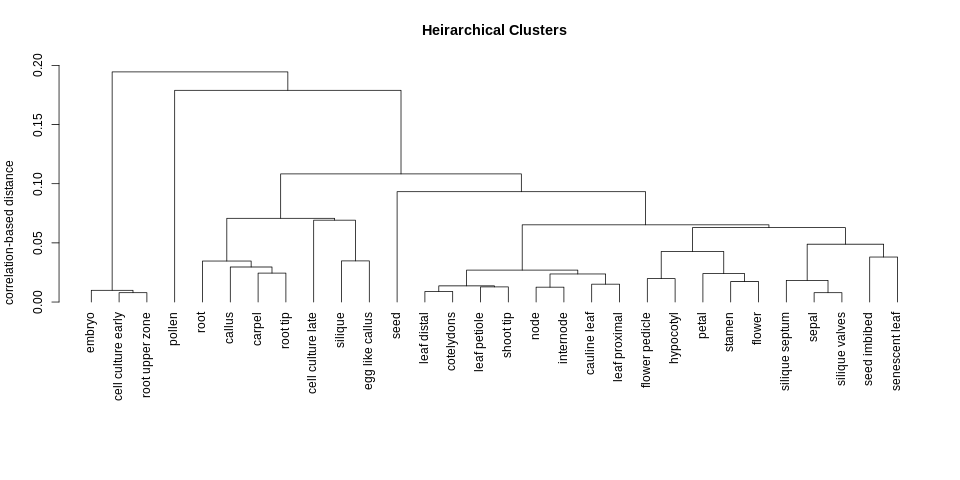 Heirarchical Clusters
correlation-based distance
0.20
0.15
0.10
0.05
0.00
embryo
cell culture early
root upper zone
pollen
root
callus
carpel
root tip
cell culture late
silique
egg like callus
seed
leaf distal
cotelydons
leaf petiole
shoot tip
node
internode
cauline leaf
leaf proximal
flower pedicle
hypocotyl
petal
stamen
flower
silique septum
sepal
silique valves
seed imbibed
senescent leaf